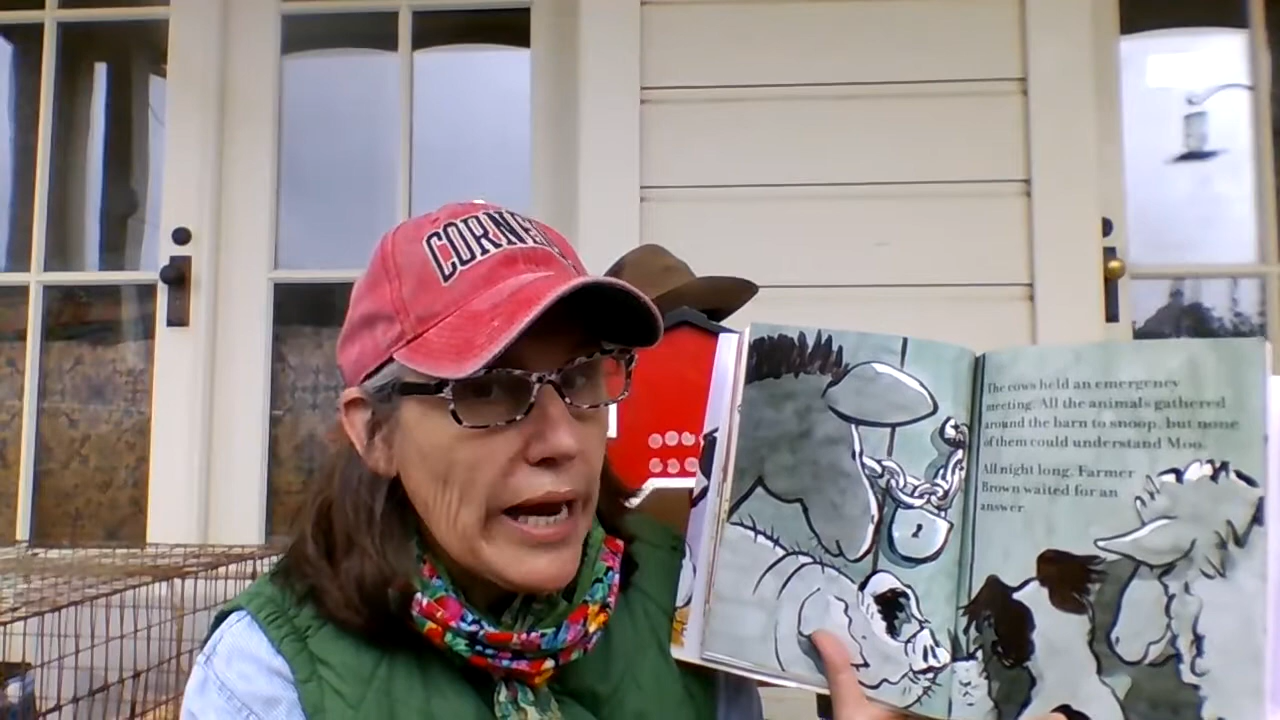 CORNELL
The cows held an emergency
meeting. All the animals gathered
around the barn to snoop, but none
of them could understand Moo.
All night long, Farmer
Brown waited for an
answer.